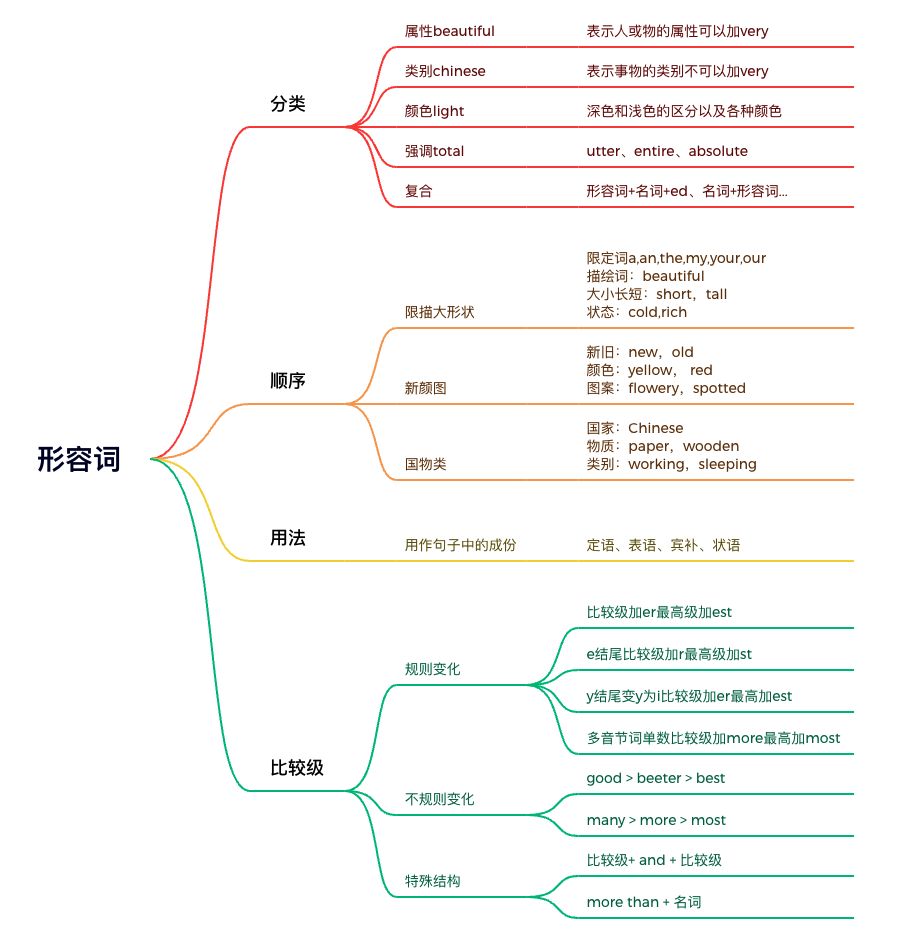 形容词
分类
属性beautiful
表示人或物的属性可以加very
类别chinese
表示事物的类别不可以加very
颜色light
深色和浅色的区分以及各种颜色
强调total
utter、entire、absolute
复合
形容词+名词+ed、名词+形容词...
顺序
限描大形状
限定词a,an,the,my,your,our
描绘词：beautiful
大小长短：short，tall
状态：cold,rich
新颜图
新旧：new，old
颜色：yellow， red
图案：flowery，spotted
国物类
国家：Chinese
物质：paper，wooden
类别：working，sleeping
用法
用作句子中的成份
定语、表语、宾补、状语
比较级
规则变化
比较级加er最高级加est
e结尾比较级加r最高级加st
y结尾变y为i比较级加er最高加est
多音节词单数比较级加more最高加most
不规则变化
good > beeter > best
many > more > most
特殊结构
比较级+ and + 比较级
more than + 名词